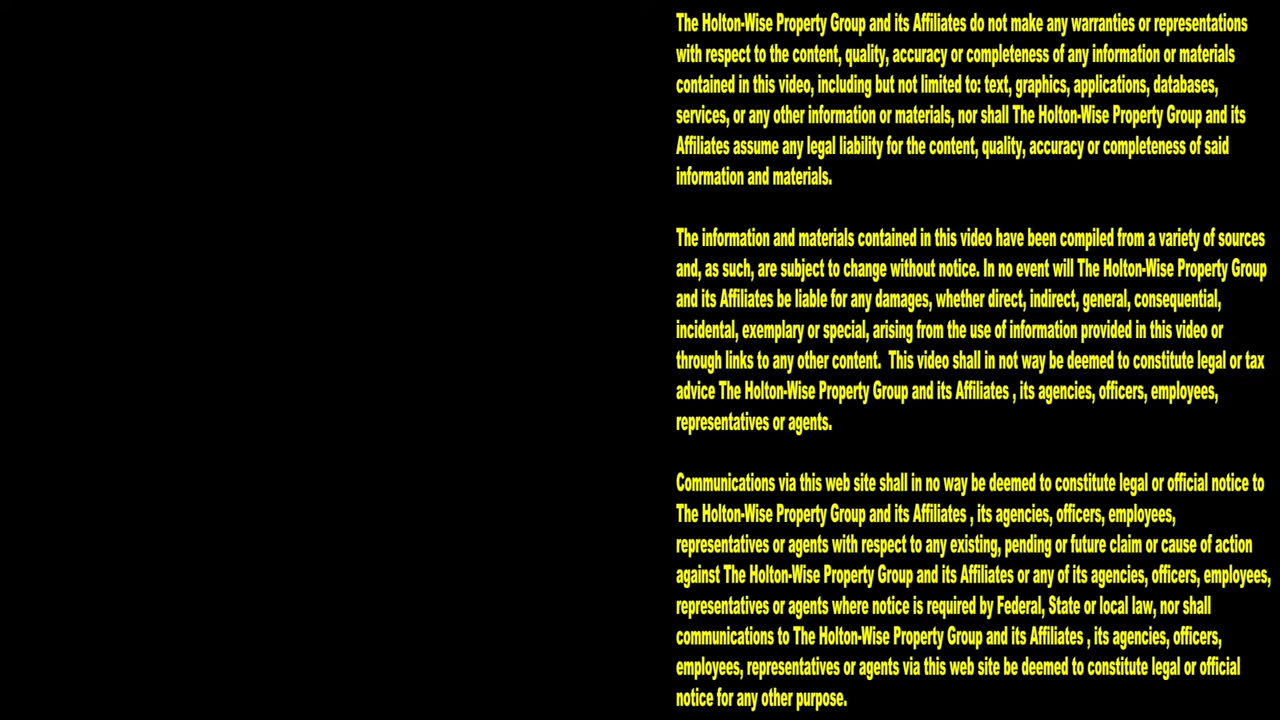 The Holton-Wise Property Group and its Affiliates do not make any warranties or representations
with respect to the content, quality, accuracy or completeness of any information or materials
contained in this video, including but not limited to: text, graphics, applications, databases,
services, or any other information or materials, nor shall The Holton-Wise Property Group and its
Affiliates assume any legal liability for the content, quality, accuracy or completeness of said
information and materials.
The information and materials contained in this video have been compiled from a variety of sources
and, as such, are subject to change without notice. In no event will The Holton-Wise Property Group
and its Affiliates be liable for any damages, whether direct, indirect, general, consequential,
incidental, exemplary or special, arising from the use of information provided in this video or
through links to any other content.  This video shall in not way be deemed to constitute legal or tax
advice The Holton-Wise Property Group and its Affiliates , its agencies, officers, employees,
representatives or agents.
Communications via this web site shall in no way be deemed to constitute legal or official notice to
The Holton-Wise Property Group and its Affiliates , its agencies, officers, employees,
representatives or agents with respect to any existing, pending or future claim or cause of action
against The Holton-Wise Property Group and its Affiliates or any of its agencies, officers, employees,
representatives or agents where notice is required by Federal, State or local law, nor shall
communications to The Holton-Wise Property Group and its Affiliates , its agencies, officers,
employees, representatives or agents via this web site be deemed to constitute legal or official
notice for any other purpose.